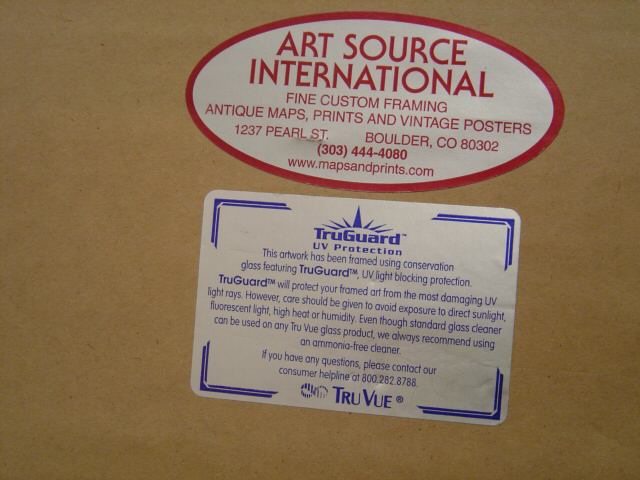 ART SOURCE
INTERNATIONAL
FINE CUSTOM FRAMING
ANTIQUE MAPS, PRINTS AND VINTAGE POSTERS
1237 PEARL ST. BOULDER, CO 80302
(303) 444-4080
www.mapsandprints.com
TruGuard™
UV Protection
This artwork has been framed using conservation
glass featuring TruGuard™, UV light blocking protection.
TruGuard™ will protect your framed art from the most damaging UV
light rays. However, care should be given to avoid exposure to direct sunlight,
fluorescent light, high heat or humidity. Even though standard glass cleaner
can be used on any Tru Vue glass product, we always recommend using
an ammonia-free cleaner.
If you have any questions, please contact our
consumer helpline at 800.282.8788.
TRU VUE ®